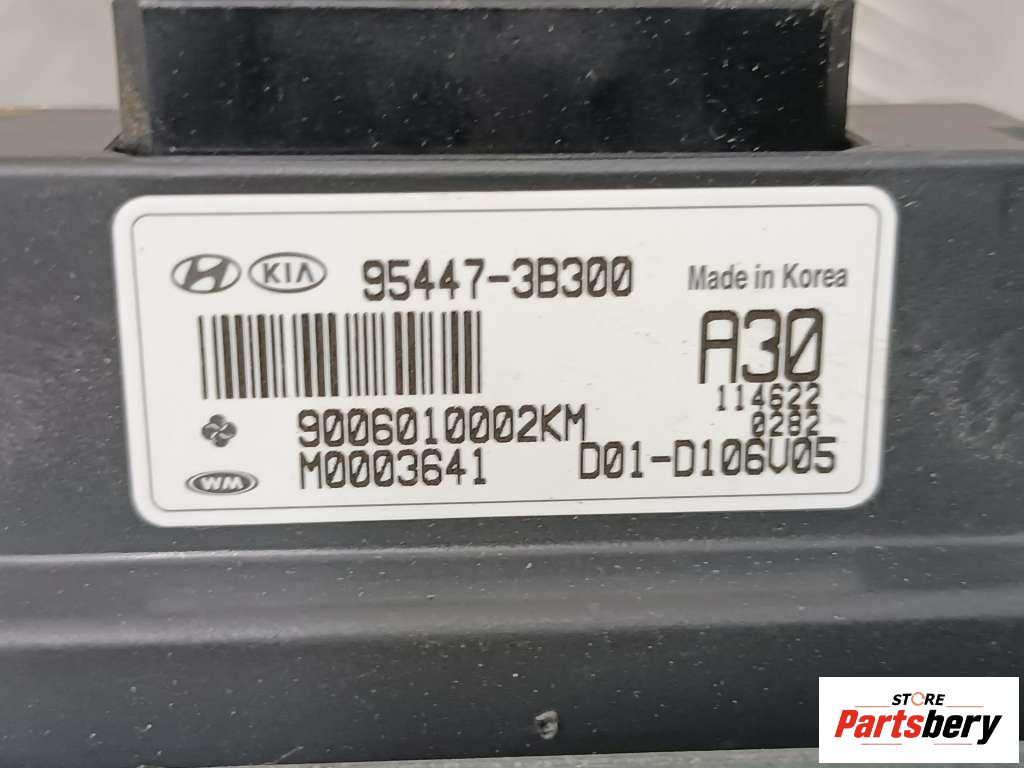 KIA 95447-3B300 Made in Korea
A30
114622
0282
9006010002KM
M0003641 D01-D106V05
WM
STORE
Partsbery